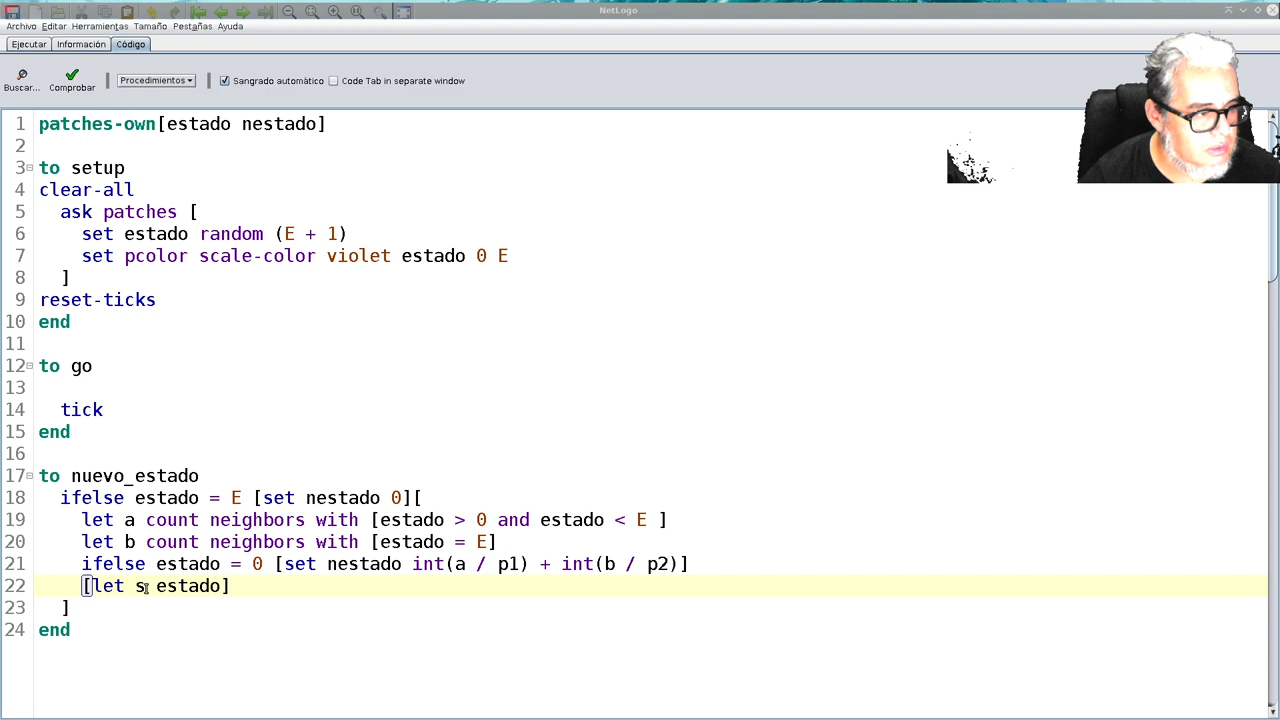 NetLogo
Archivo Editar Herramientas Tamaño Pestañas Ayuda
Ejecutar Información Código
Buscar... Comprobar Procedimientos Sangrado automático Code Tab in separate window
1 patches-own[estado nestado]
2
3 to setup
4 clear-all
5 ask patches [
6 set estado random (E + 1)
7 set pcolor scale-color violet estado 0 E
8 ]
9 reset-ticks
10 end
11
12 to go
13
14 tick
15 end
16
17 to nuevo_estado
18 ifelse estado = E [set nestado 0][
19 let a count neighbors with [estado > 0 and estado < E ]
20 let b count neighbors with [estado = E]
21 ifelse estado = 0 [set nestado int(a / p1) + int(b / p2)]
22 [let s estado]
23 ]
24 end